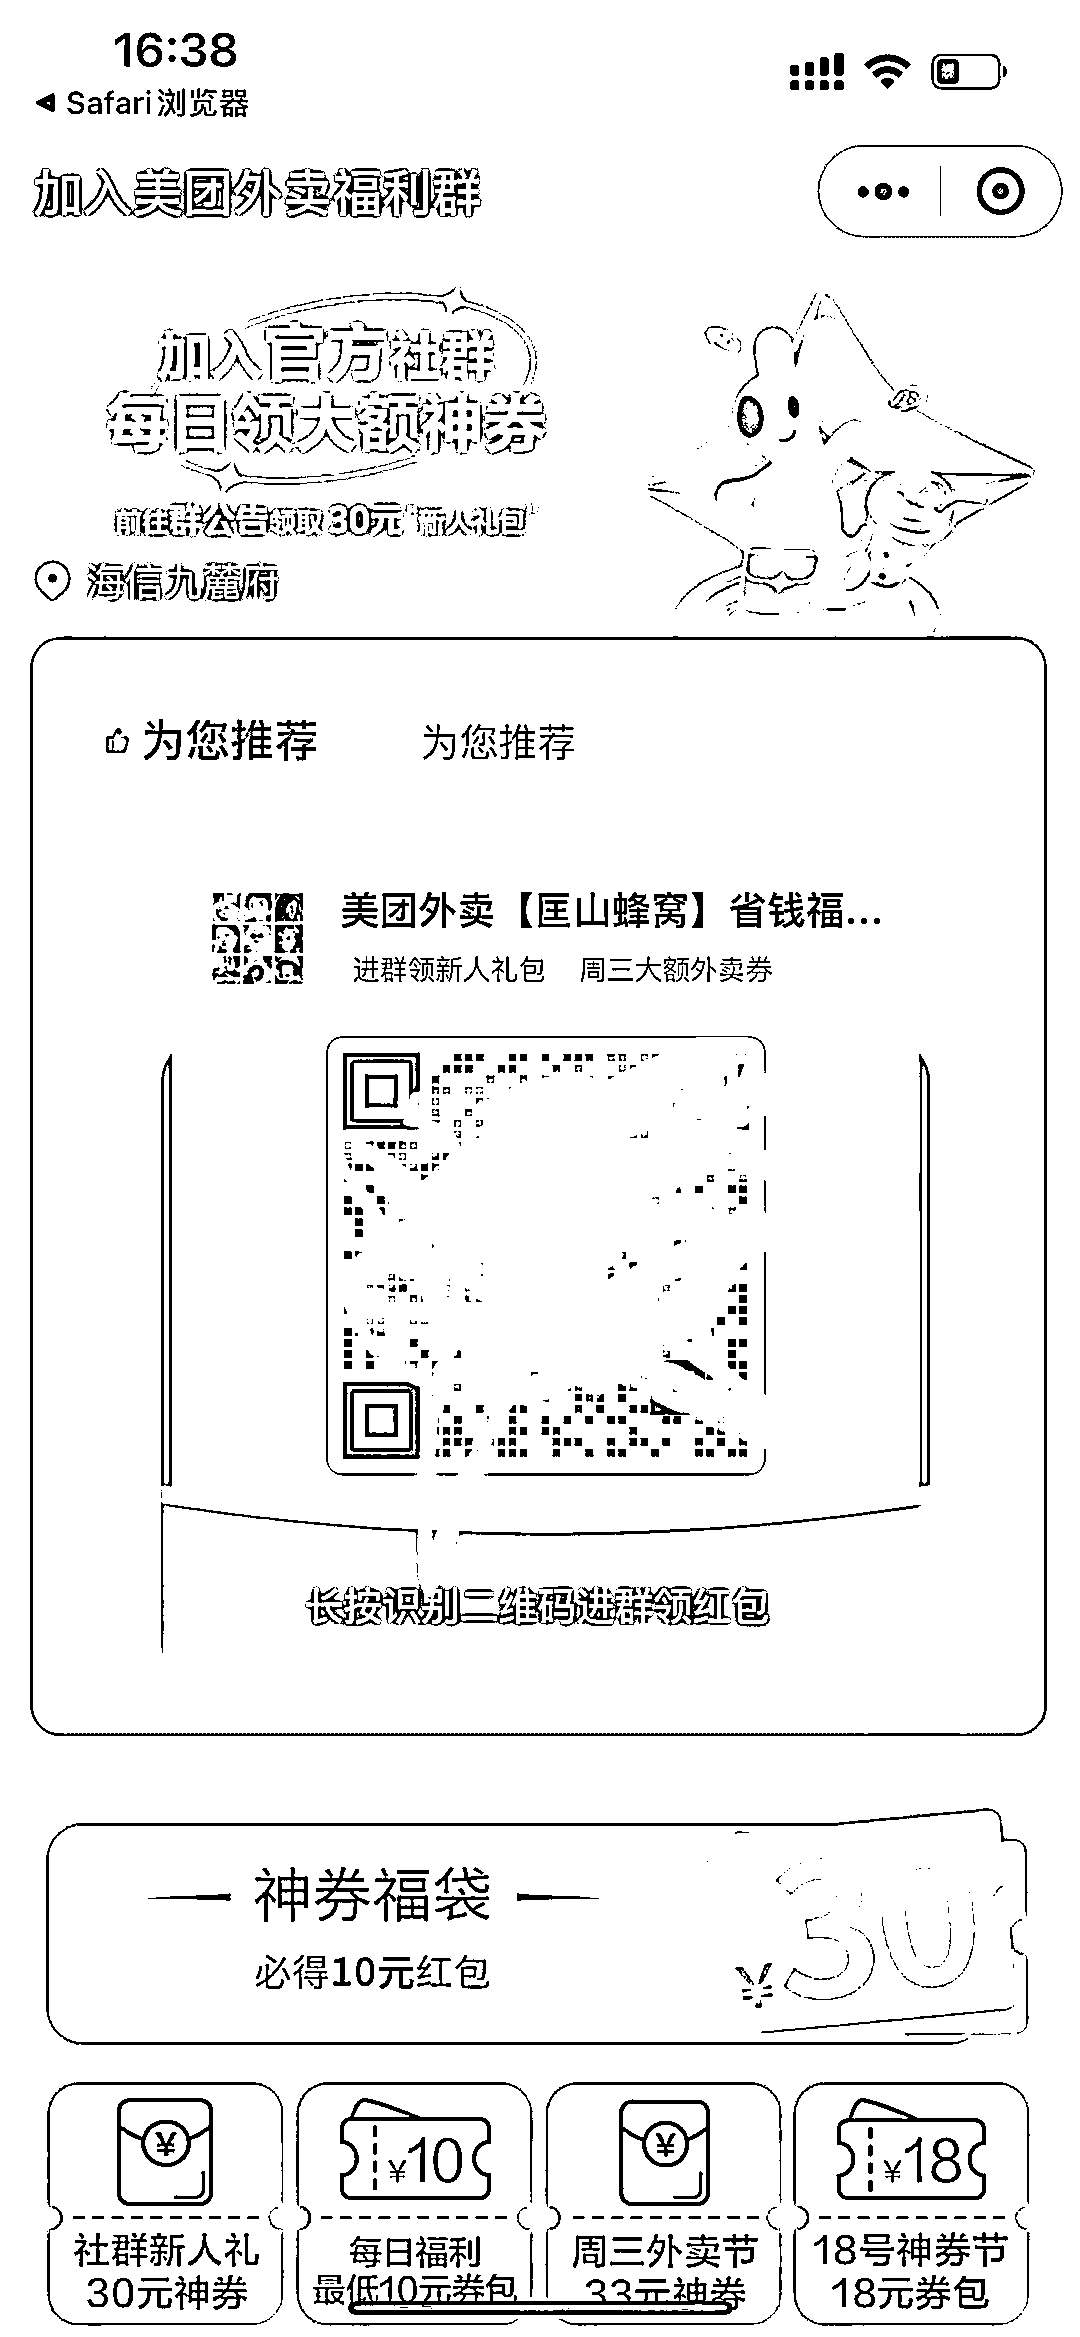 16:38
Safari浏览器
加入美团外卖福利群
加入官方社群
每日领大额神券
前往群公告领取30元“新人礼包”
海信九麓府
为您推荐 为您推荐
美团外卖【匡山蜂窝】省钱福...
进群领新人礼包 周三大额外卖券
长按识别二维码进群领红包
神券福袋
必得10元红包
¥30
¥ ¥10 ¥ ¥18
社群新人礼 每日福利 周三外卖节 18号神券节
30元神券 最低10元券包 33元神券 18元券包